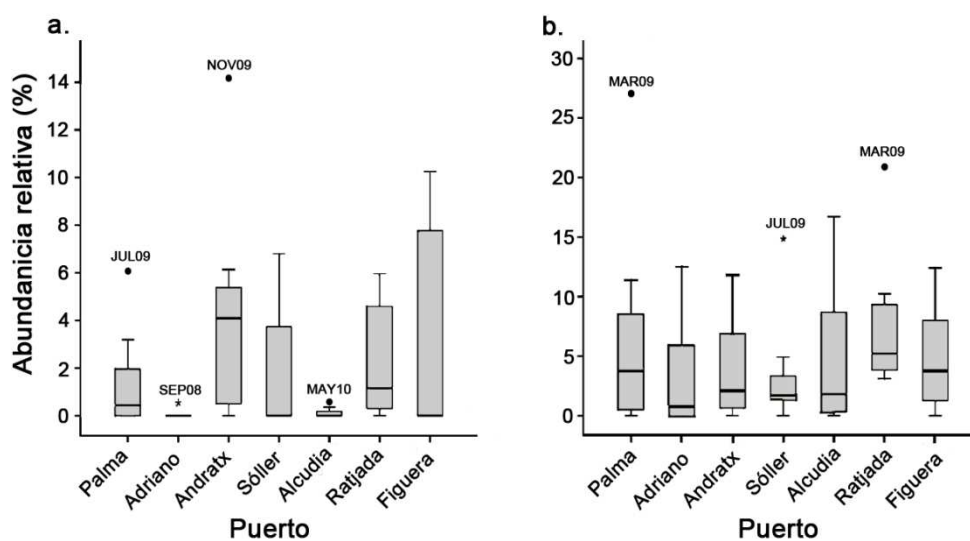 a.
Abundanicia relativa (%)
14
12
10
8
6
4
2
0
NOV09
JUL09
SEP08
MAY10
Palma
Adriano
Andratx
Sóller
Alcudia
Ratjada
Figuera
Puerto
b.
30
25
20
15
10
5
0
MAR09
MAR09
JUL09
Palma
Adriano
Andratx
Sóller
Alcudia
Ratjada
Figuera
Puerto